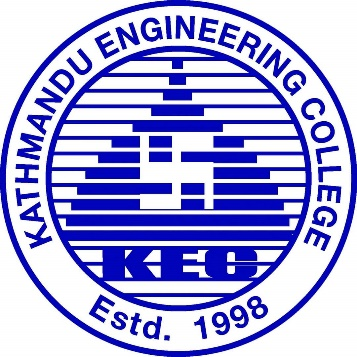 KATHMANDU ENGINEERING COLLEGE
KEC
Estd. 1998